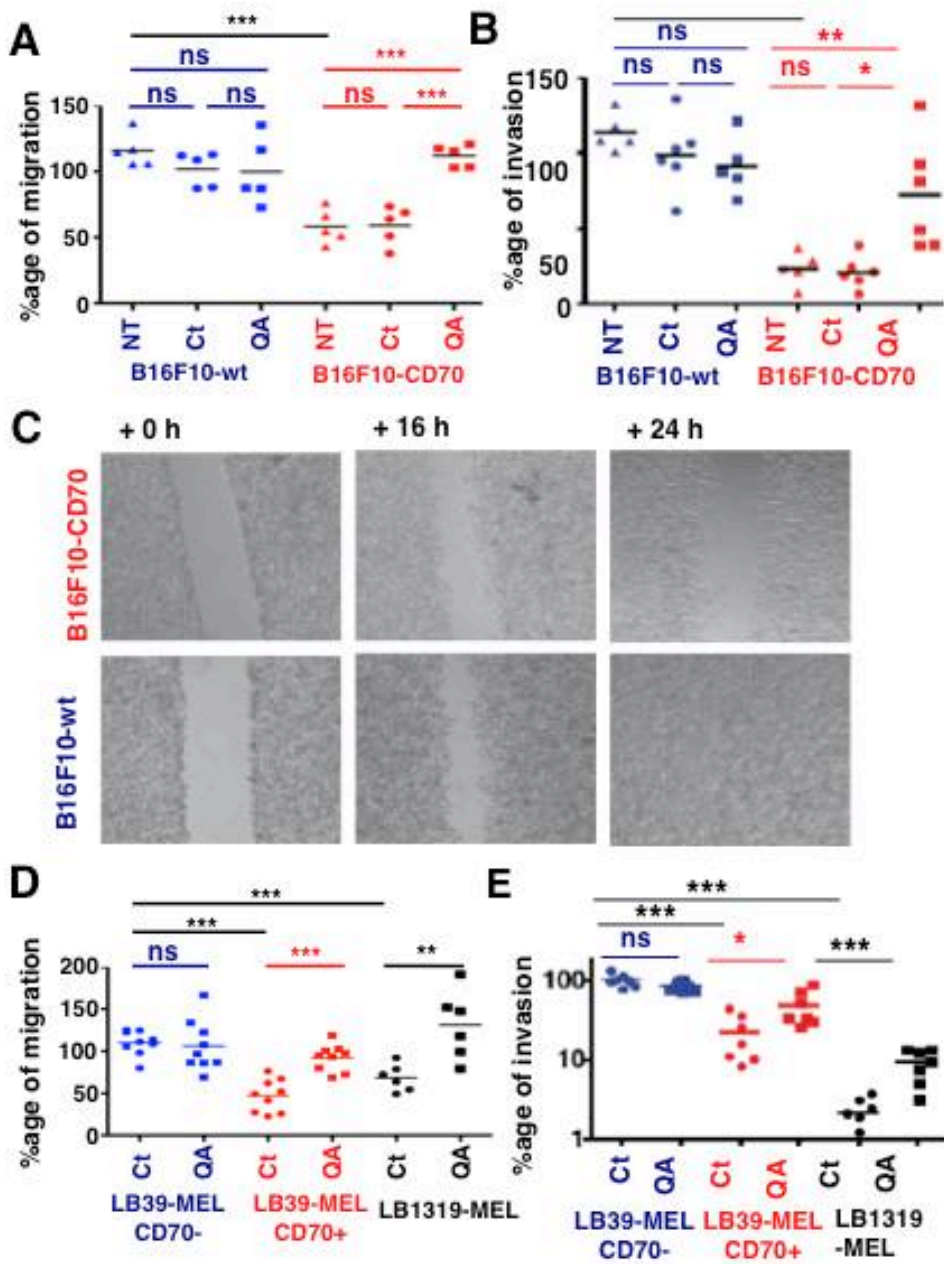 A
***
ns
***
ns
ns
ns
***
%age of migration
150
100
50
0
NT
Ct
QA
NT
Ct
QA
B16F10-wt
B16F10-CD70
B
ns
**
ns
ns
ns
*
%age of invasion
150
100
50
0
NT
Ct
QA
NT
Ct
QA
B16F10-wt
B16F10-CD70
C
+ 0 h
+ 16 h
+ 24 h
B16F10-CD70
B16F10-wt
D
***
***
ns
***
**
%age of migration
200
150
100
50
0
Ct
QA
Ct
QA
Ct
QA
LB39-MEL
CD70-
LB39-MEL
CD70+
LB1319-MEL
E
***
***
ns
*
***
%age of invasion
100
10
1
Ct
QA
Ct
QA
Ct
QA
LB39-MEL
CD70-
LB39-MEL
CD70+
LB1319
-MEL